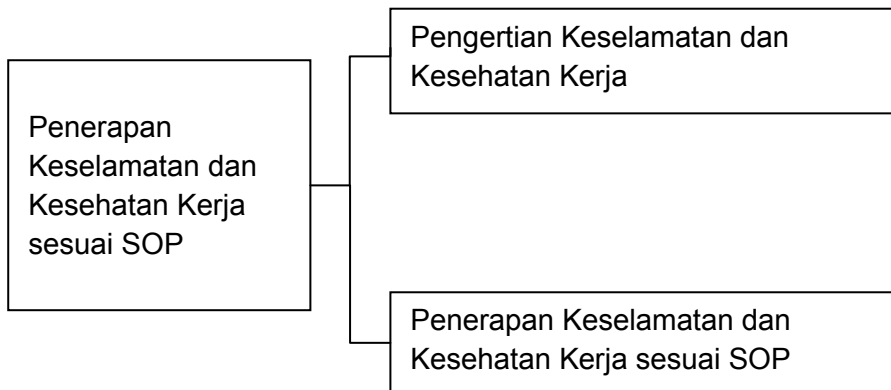 Penerapan
Keselamatan dan
Kesehatan Kerja
sesuai SOP
Pengertian Keselamatan dan
Kesehatan Kerja
Penerapan Keselamatan dan
Kesehatan Kerja sesuai SOP